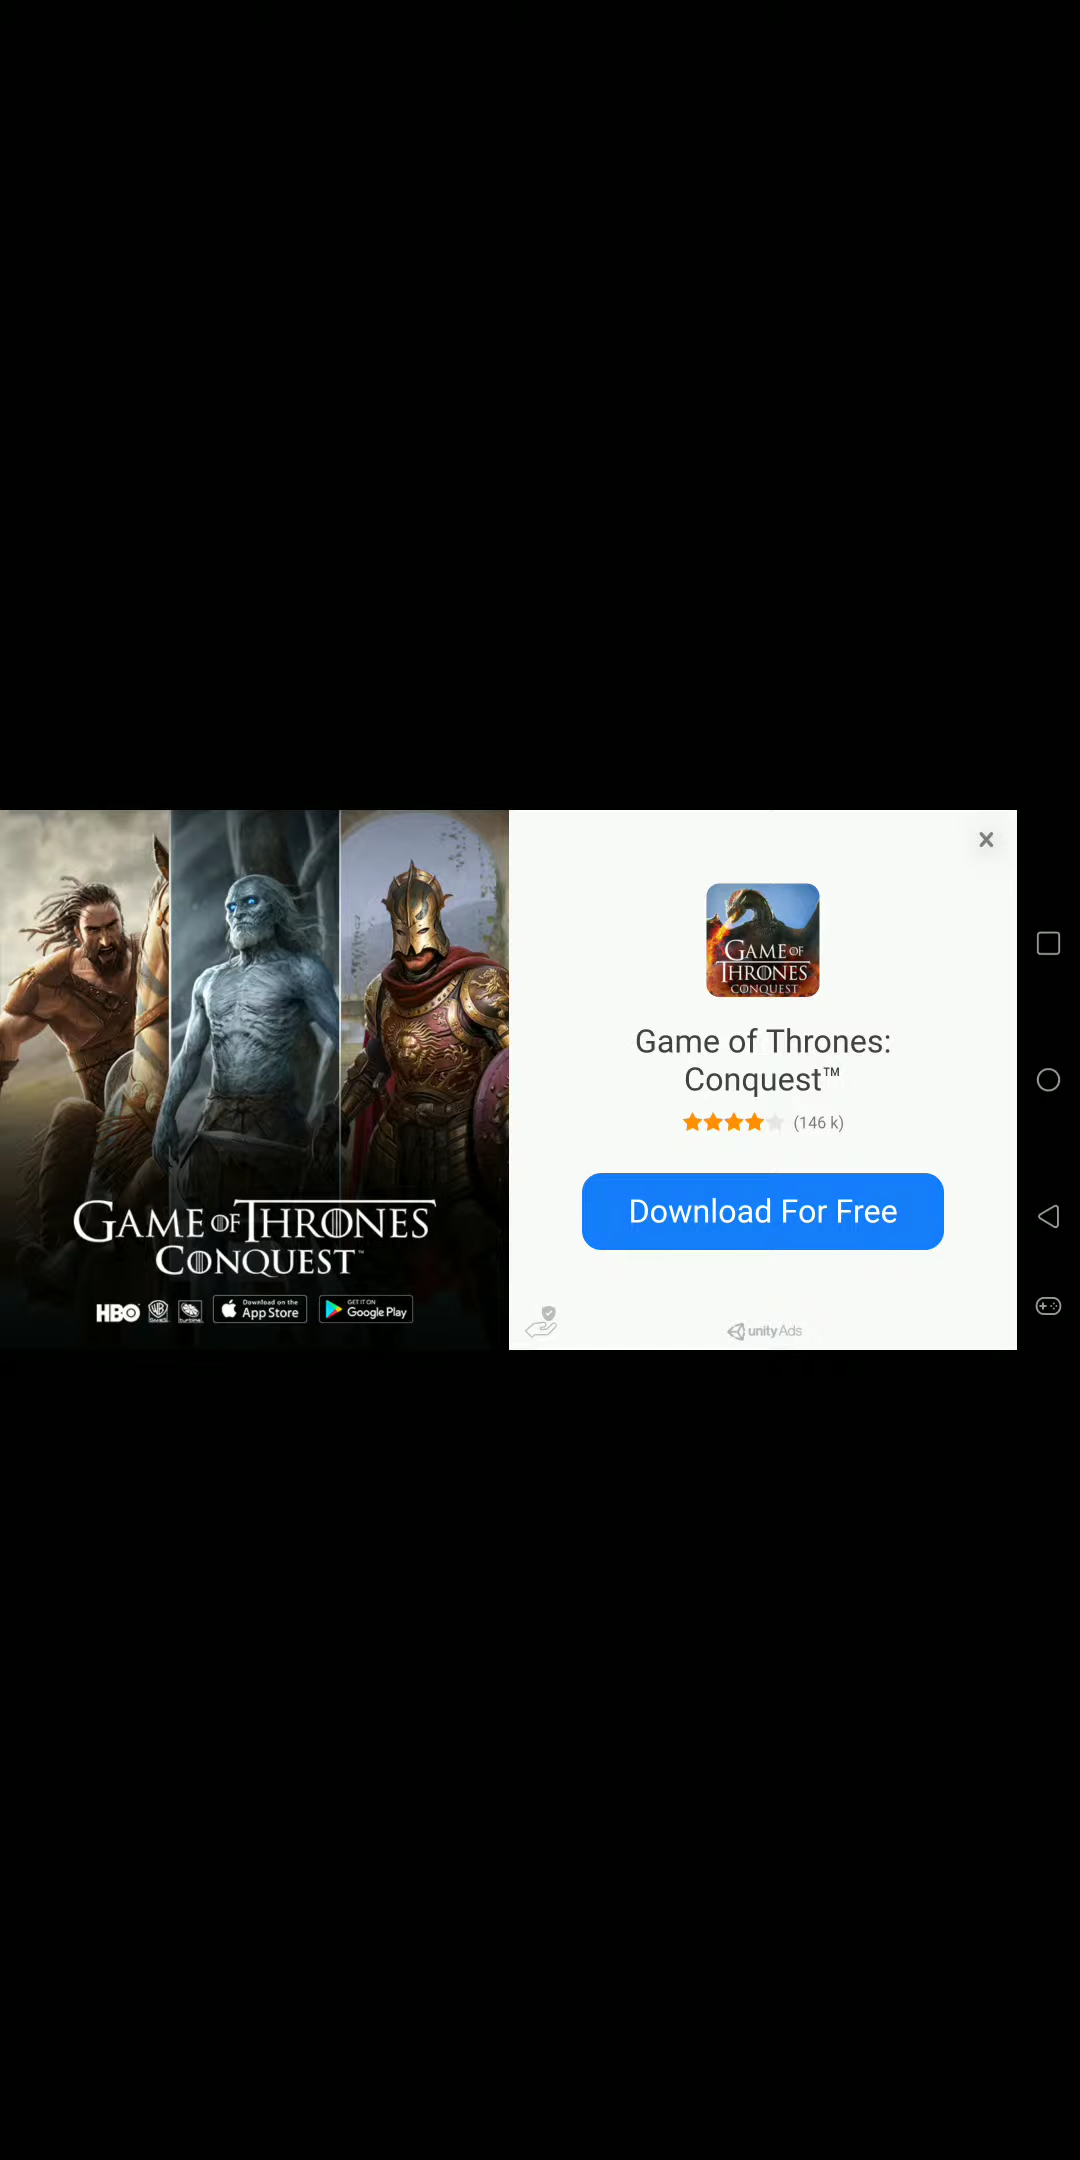 GAME OF THRONES
CONQUEST™
HBO
Download on the
App Store
GET IT ON
Google Play
GAME OF
THRONES
CONQUEST
Game of Thrones:
Conquest™
(146 k)
Download For Free
unity Ads